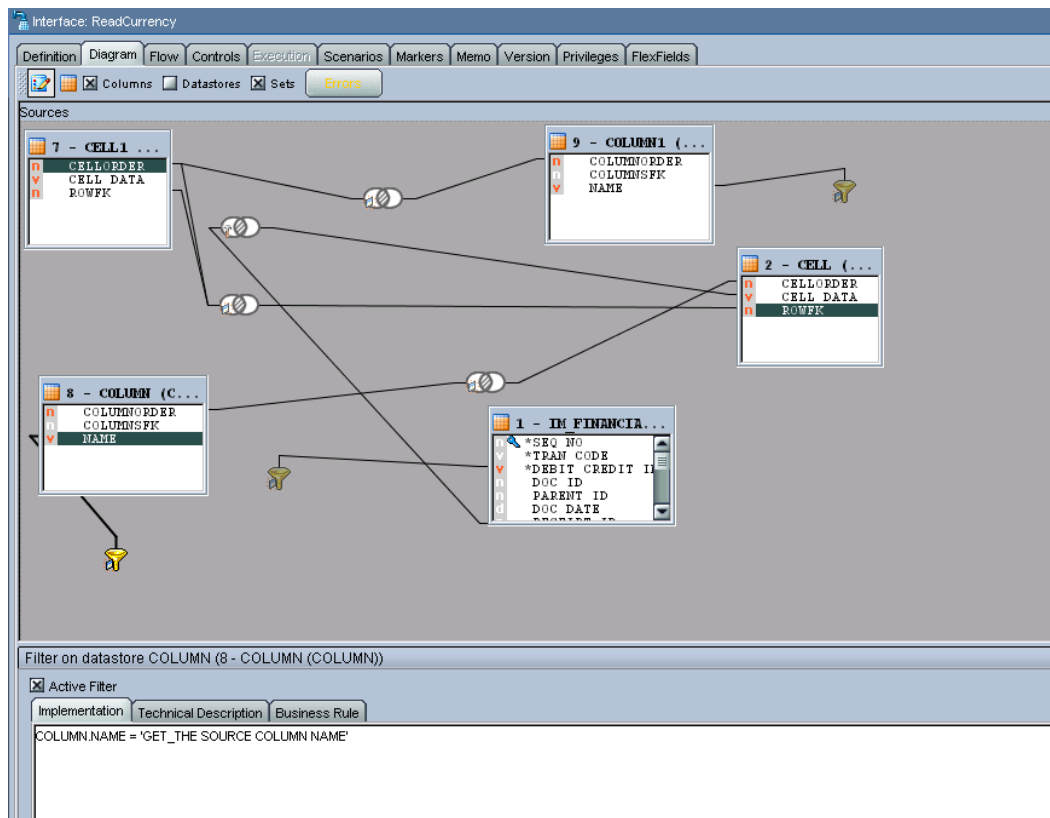 Interface: ReadCurrency
Definition Diagram Flow Controls Execution Scenarios Markers Memo Version Privileges FlexFields
Columns Datastores Sets Errors
Sources
7 - CELL1 ...
n CELLORDER
v CELL DATA
n ROWFK
9 - COLUMN1 (...
n COLUMNORDER
n COLUMNSFK
v NAME
2 - CELL (...
n CELLORDER
v CELL DATA
n ROWFK
8 - COLUMN (C...
n COLUMNORDER
n COLUMNSFK
v NAME
1 - IM_FINANCIA...
n *SEQ NO
v *TRAN CODE
v *DEBIT CREDIT I
n DOC ID
n PARENT ID
d DOC DATE
RECEIPT ID
Filter on datastore COLUMN (8 - COLUMN (COLUMN))
Active Filter
Implementation Technical Description Business Rule
COLUMN.NAME = 'GET_THE SOURCE COLUMN NAME'